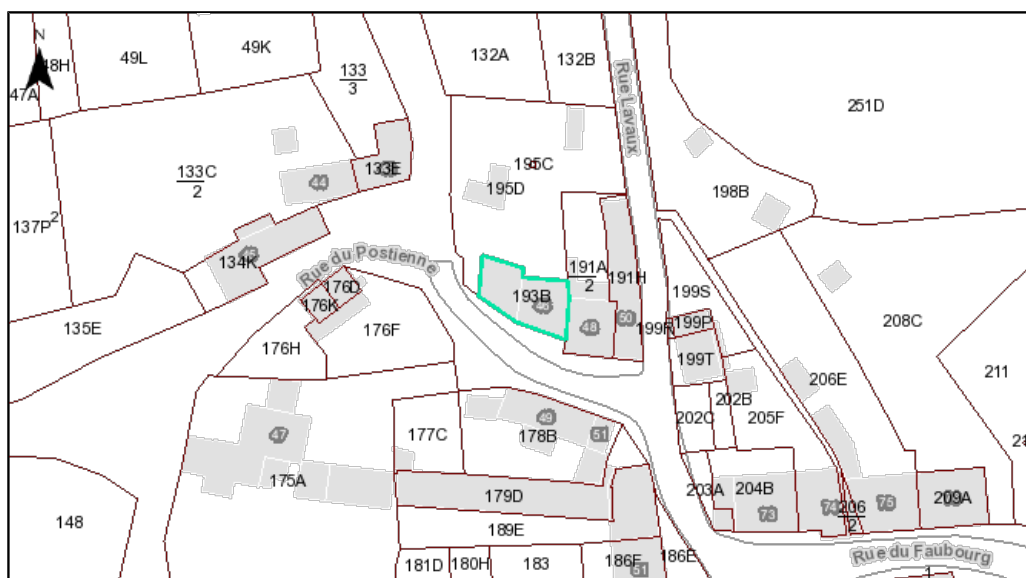 N
48H
49L
49K
133
3
132A
132B
47A
Rue Lavaux
251D
133C
2
133E
44
195C
195D
198B
137P
2
134K
Rue du Postienne
176D
176K
193B
46
191A
2
191H
48
50
199S
199R
199P
199T
208C
135E
176H
176F
206E
211
202B
202C
205F
47
49
51
177C
178B
175A
179D
203A
204B
73
74
206
2
75
209A
148
189E
181D
180H
183
186F
186E
51
Rue du Faubourg